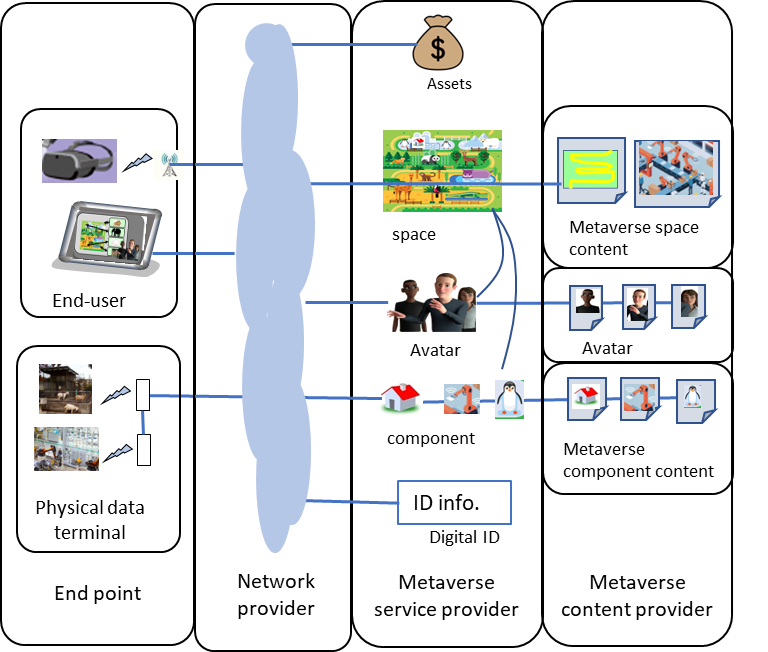 $
Assets
space
Metaverse space
content
End-user
Avatar
Avatar
component
Metaverse
component content
Physical data
terminal
ID info.
Digital ID
End point
Network
provider
Metaverse
service provider
Metaverse
content provider